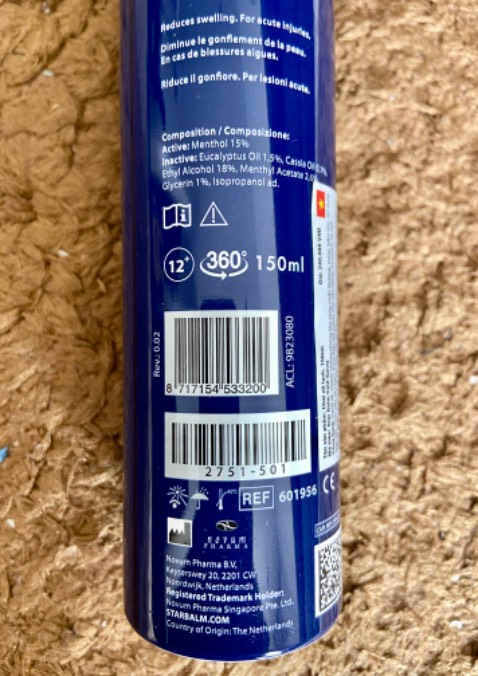 Reduces swelling. For acute injuries.
Diminue le gonflement de la peau.
En cas de blessures aigues.
Riduce il gonfiore. Per lesioni acute.
Composition / Composizione:
Active: Menthol 15%
Inactive: Eucalyptus Oil 1,5%, Cassia Oil
Ethyl Alcohol 18%, Menthyl Acetate
Glycerin 1%, Isopropanol ad.
12+
360°
150ml
Rev.: 0.02
8 717154 533200
ACL: 9823080
2751-501
REF 601956
CE
NOVUM
PHARMA
Novum Pharma B.V,
Keyserswey 20, 2201 CW
Noordwijk, Netherlands
Registered Trademark Holder:
Novum Pharma Singapore Pte. Ltd.
STARBALM.COM
Country of Origin: The Netherlands